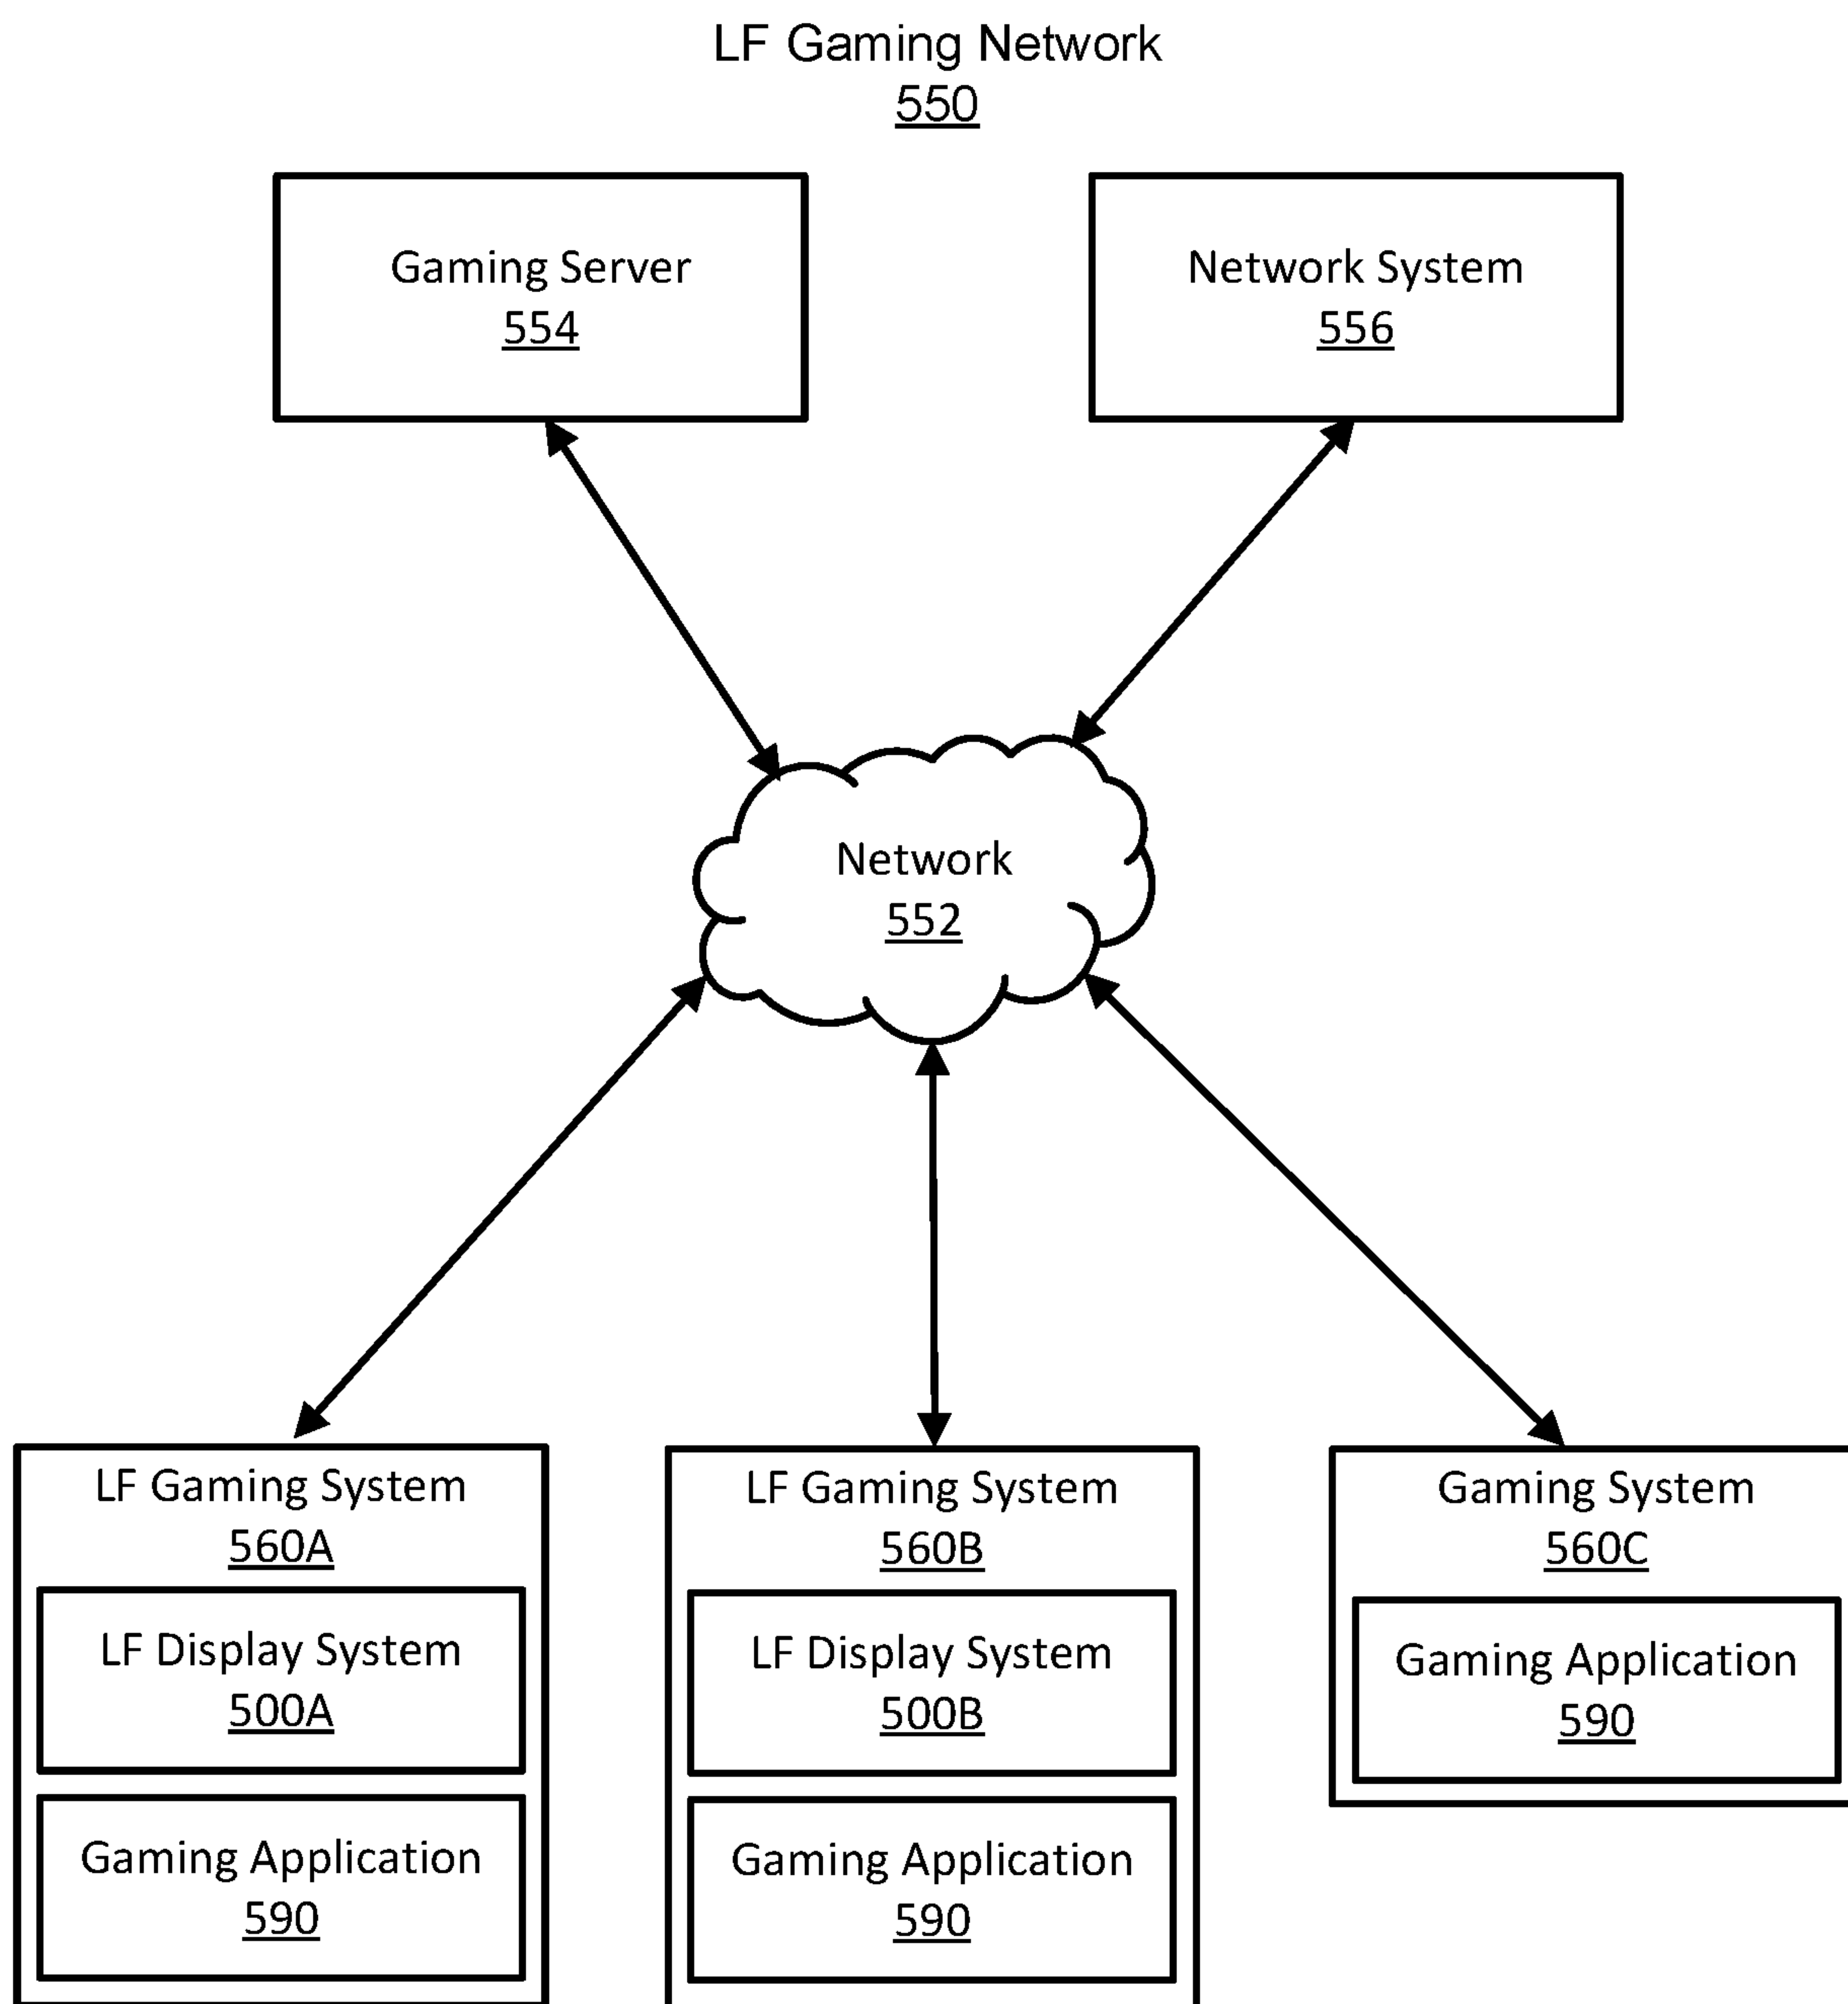 LF Gaming Network
550
Gaming Server
554
Network System
556
Network
552
LF Gaming System
560A
LF Display System
500A
Gaming Application
590
LF Gaming System
560B
LF Display System
500B
Gaming Application
590
Gaming System
560C
Gaming Application
590